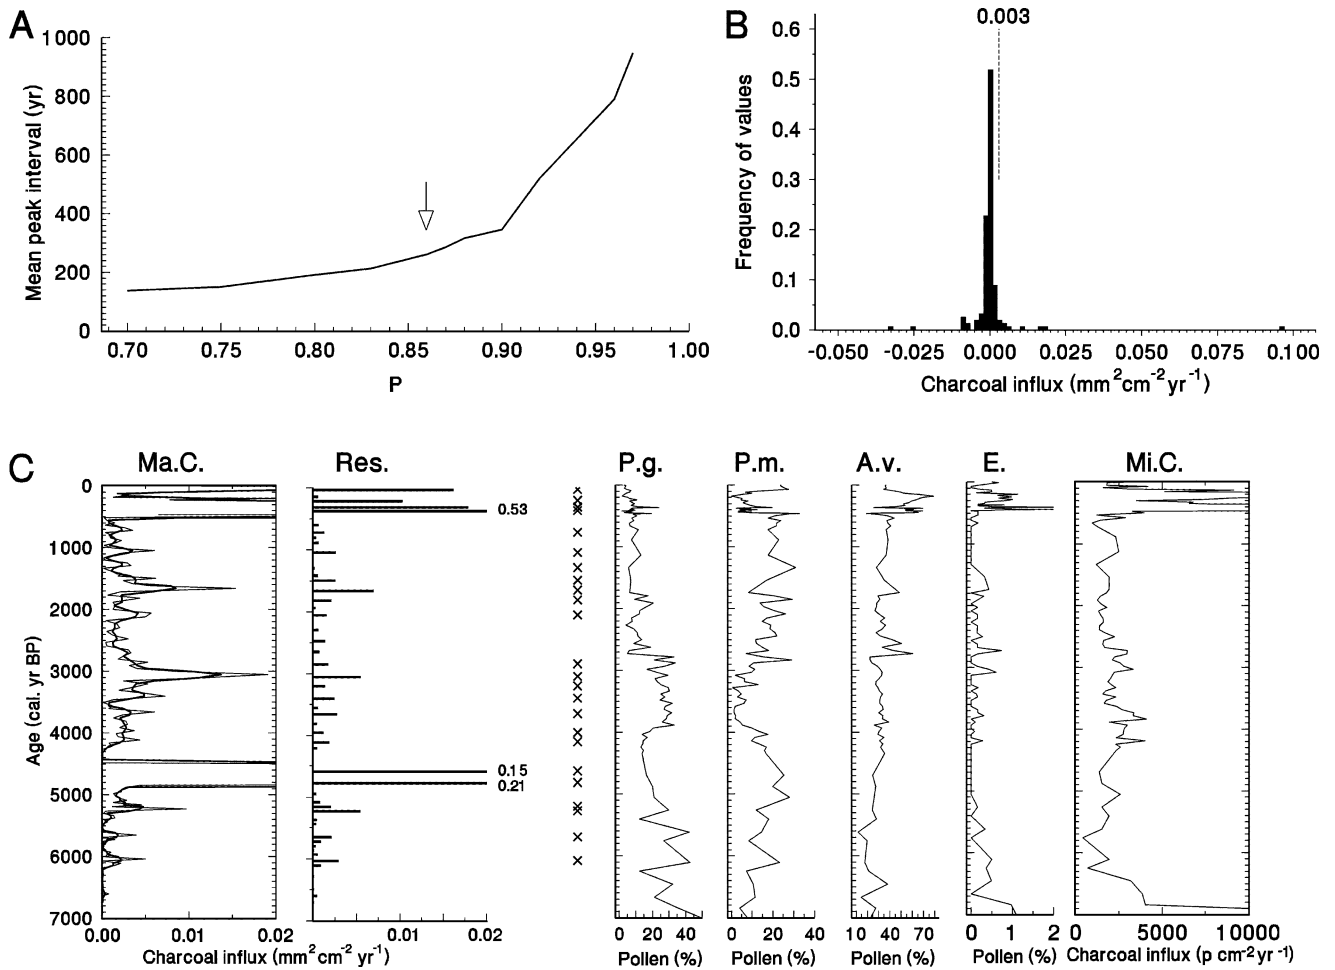 A
1000
800
600
400
200
0
Mean peak interval (yr)
0.70 0.75 0.80 0.85 0.90 0.95 1.00
P
B
0.003
0.6
0.5
0.4
0.3
0.2
0.1
0.0
Frequency of values
-0.050 -0.025 0.000 0.025 0.050 0.075 0.100
Charcoal influx (mm²cm⁻²yr⁻¹)
C
Ma.C. Res. P.g. P.m. A.v. E. Mi.C.
0
1000
2000
3000
4000
5000
6000
7000
Age (cal. yr BP)
0.53
0.15
0.21
× × × × × × × × × × × × × × × × × × × × × × × ×
0.00 0.01 0.02 0.01 0.02
Charcoal influx (mm²cm⁻² yr⁻¹)
0 20 40
Pollen (%)
0 20 40
Pollen (%)
10 40 70
Pollen (%)
0 1 2
Pollen (%)
0 5000 10000
Charcoal influx (p cm⁻²yr⁻¹)